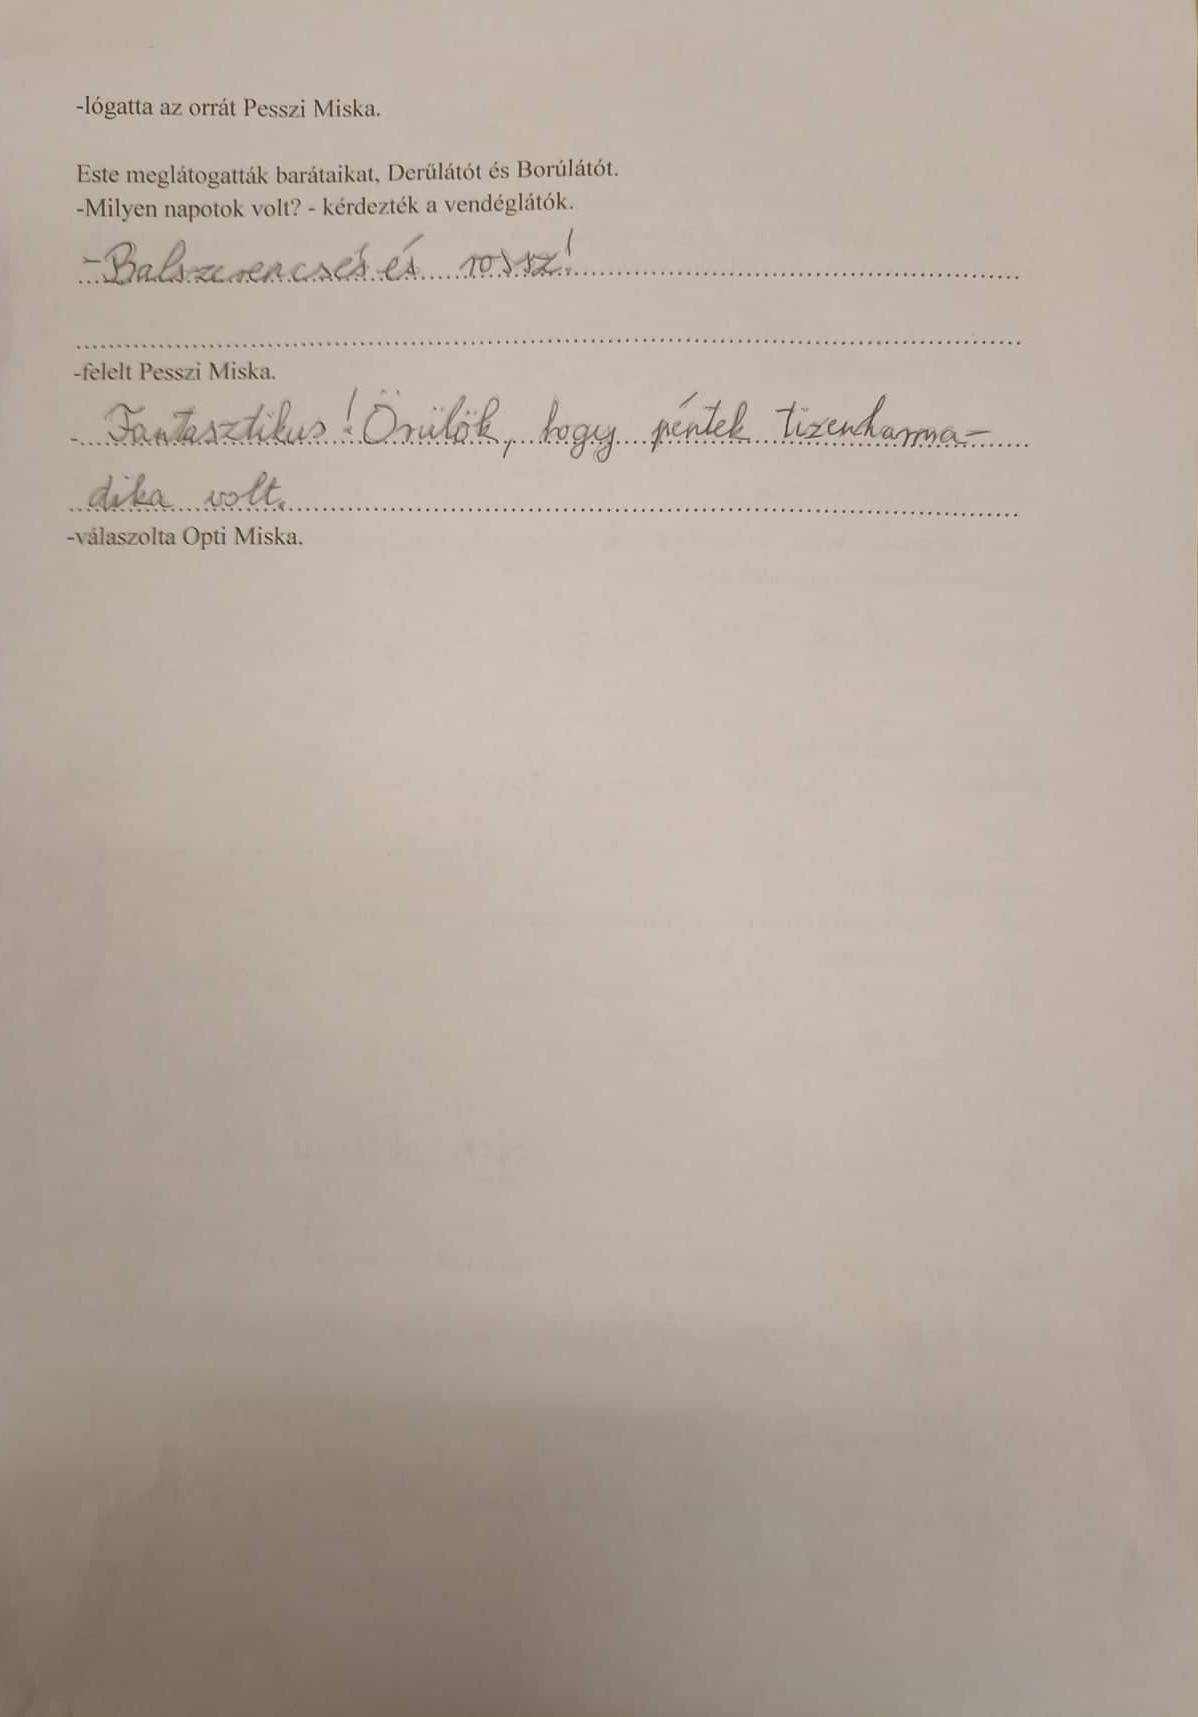 -lógatta az orrát Pesszi Miska.
Este meglátogatták barátaikat, Derűlátót és Borúlátót.
-Milyen napotok volt? - kérdezték a vendéglátók.
-Balszerencsés és rossz!
-felelt Pesszi Miska.
- Fantasztikus! Örülök, hogy péntek tizenharma-
dika volt.
-válaszolta Opti Miska.